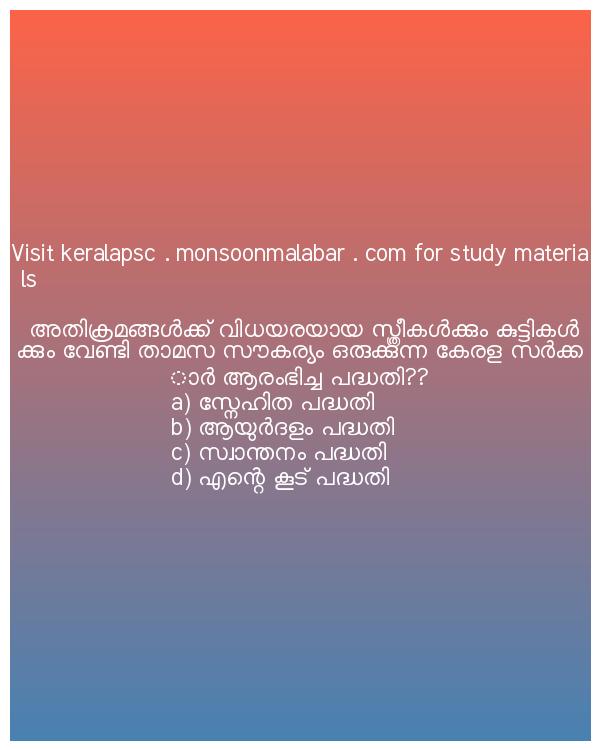 Visit keralapsc . monsoonmalabar . com for study materia
ls
അതിക്രമങ്ങൾക്ക് വിധയരയായ സ്ത്രീകൾക്കും കുട്ടികൾ
ക്കും വേണ്ടി താമസ സൗകര്യം ഒരുക്കുന്ന കേരള സർക്ക
ാർ ആരംഭിച്ച പദ്ധതി??
a) സ്നേഹിത പദ്ധതി
b) ആയുർദളം പദ്ധതി
c) സ്വാന്തനം പദ്ധതി
d) എന്റെ കൂട് പദ്ധതി